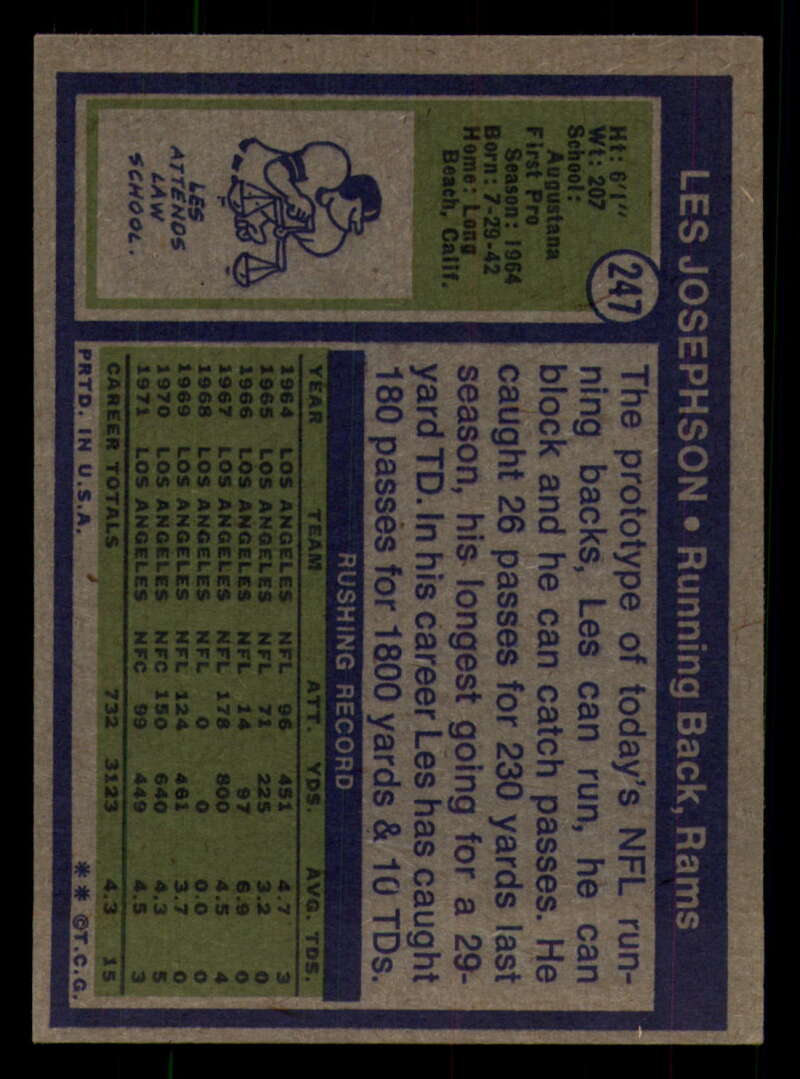 LES JOSEPHSON • Running Back, Rams
247
Ht: 6'1"
Wt: 207
School:
Augustana
First Pro
Season: 1964
Born: 7-29-42
Home: Long
Beach, Calif.
LES
ATTENDS
LAW
SCHOOL.
The prototype of today's NFL run-
ning backs, Les can run, he can
block and he can catch passes. He
caught 26 passes for 230 yards last
season, his longest going for a 29-
yard TD. In his career Les has caught
180 passes for 1800 yards & 10 TDs.
RUSHING RECORD
YEAR TEAM ATT. YDS. AVG. TDS.
1964 LOS ANGELES NFL 96 451 4.7 3
1965 LOS ANGELES NFL 71 225 3.2 0
1966 LOS ANGELES NFL 14 97 6.9 0
1967 LOS ANGELES NFL 178 800 4.5 4
1968 LOS ANGELES NFL 0 0 0.0 0
1969 LOS ANGELES NFL 124 461 3.7 0
1970 LOS ANGELES NFC 150 640 4.3 5
1971 LOS ANGELES NFC 99 449 4.5 3
CAREER TOTALS 732 3123 4.3 15
PRTD. IN U.S.A. ** ©T.C.G.